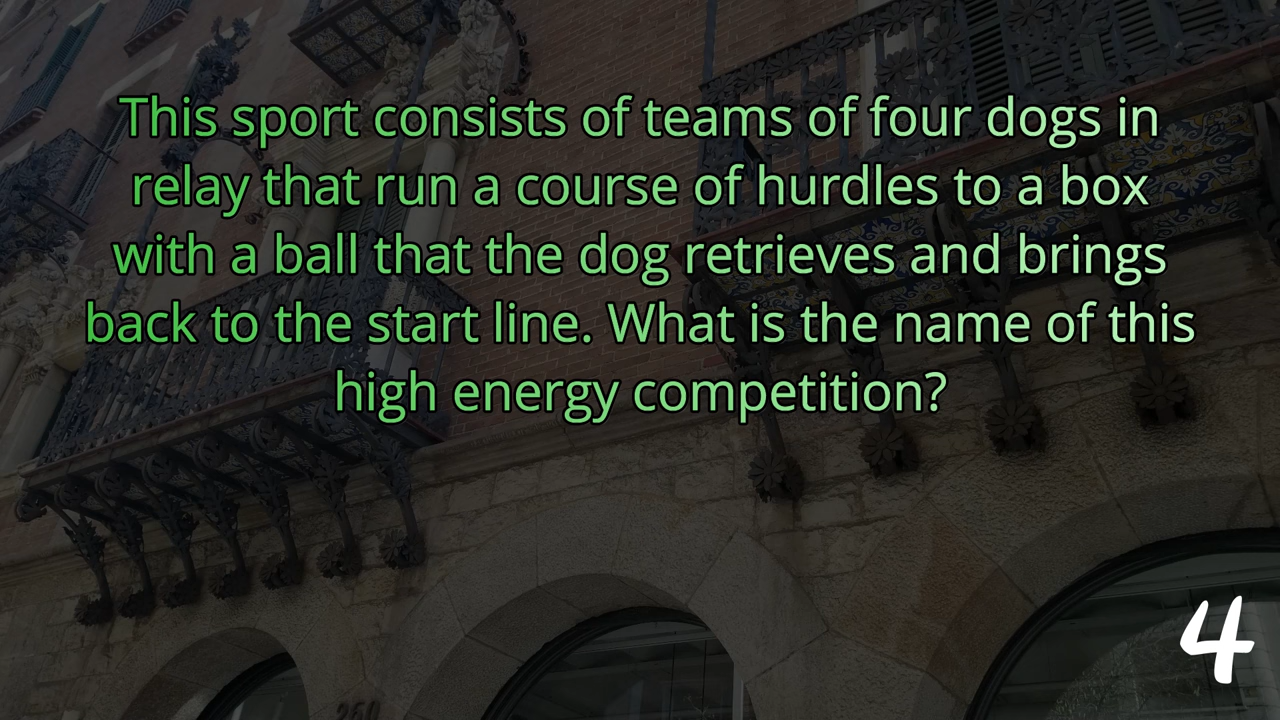 This sport consists of teams of four dogs in
relay that run a course of hurdles to a box
with a ball that the dog retrieves and brings
back to the start line. What is the name of this
high energy competition?
4